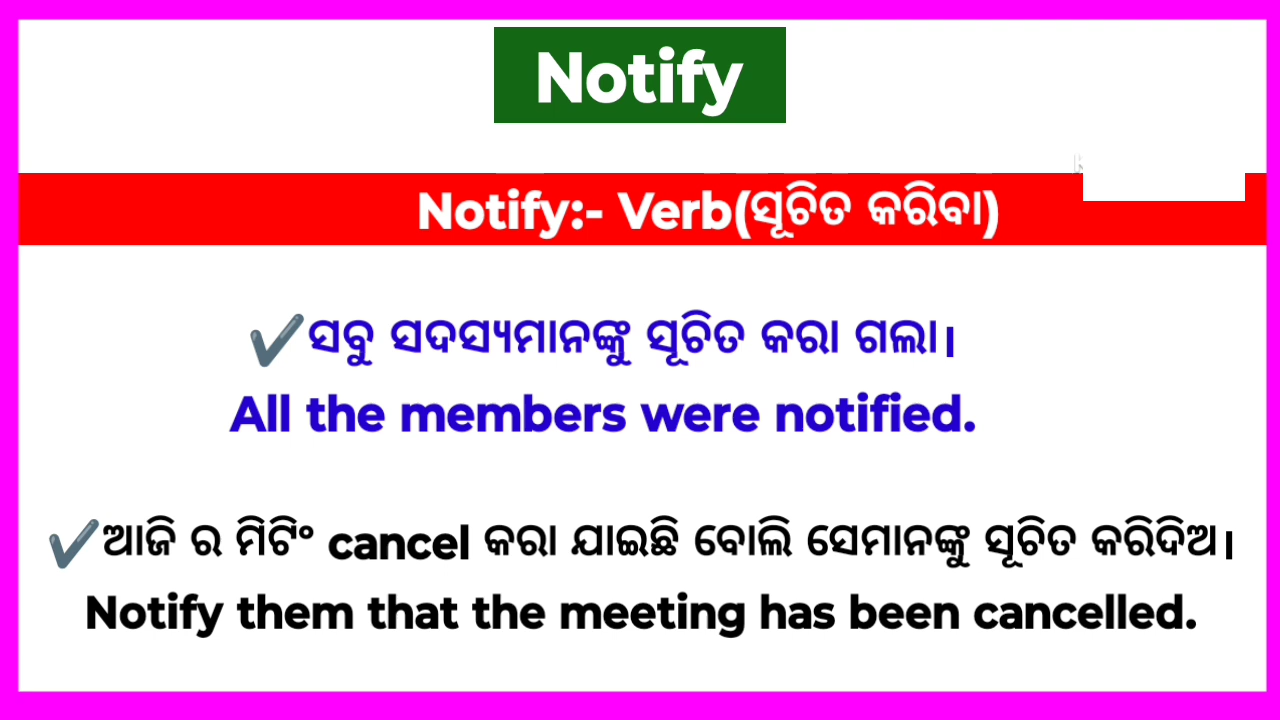 Notify
Notify:- Verb(ସୂଚିତ କରିବା)
✔ସବୁ ସଦସ୍ୟମାନଙ୍କୁ ସୂଚିତ କରା ଗଲା।
All the members were notified.
✔ଆଜି ର ମିଟିଂ cancel କରା ଯାଇଛି ବୋଲି ସେମାନଙ୍କୁ ସୂଚିତ କରିଦିଅ।
Notify them that the meeting has been cancelled.